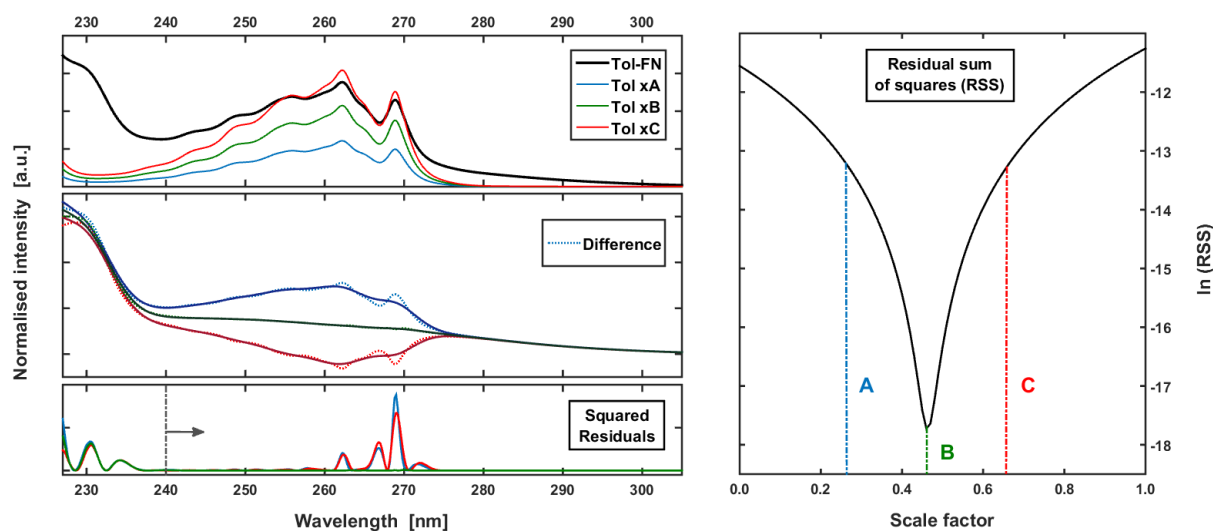 230 240 250 260 270 280 290 300
Tol-FN
Tol xA
Tol xB
Tol xC
Normalised intensity [a.u.]
Difference
Squared
Residuals
230 240 250 260 270 280 290 300
Wavelength [nm]
Residual sum
of squares (RSS)
-12
-13
-14
-15
-16
-17
-18
ln (RSS)
A
B
C
0.0 0.2 0.4 0.6 0.8 1.0
Scale factor